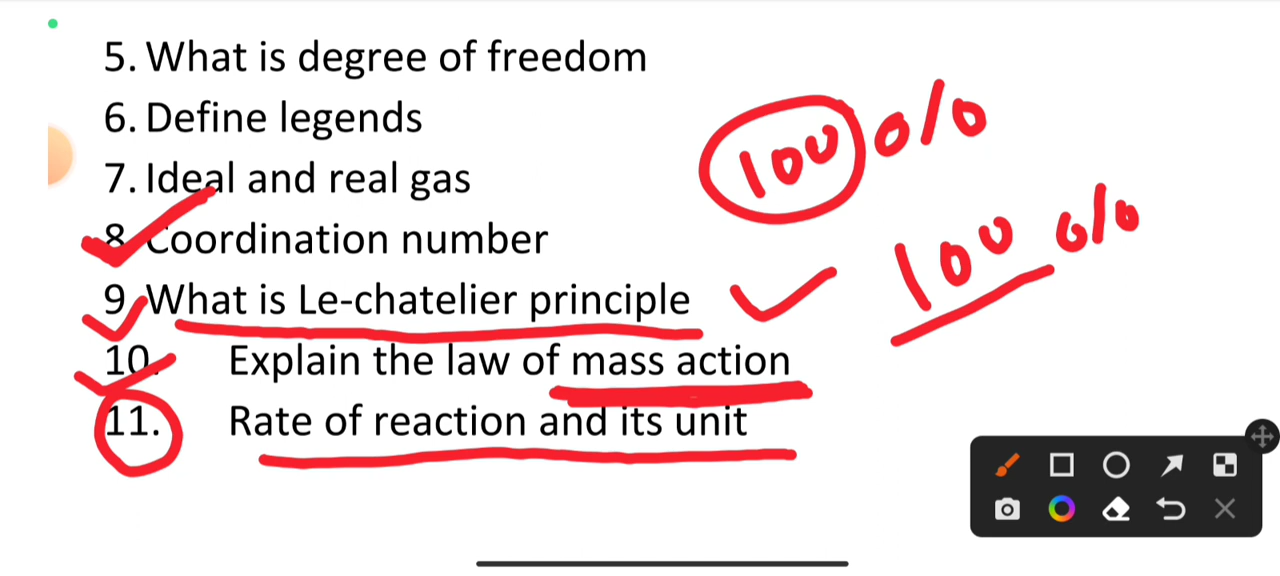 5. What is degree of freedom
6. Define legends
7. Ideal and real gas
8. Coordination number
9. What is Le-chatelier principle
10. Explain the law of mass action
11. Rate of reaction and its unit
100 %
100 %